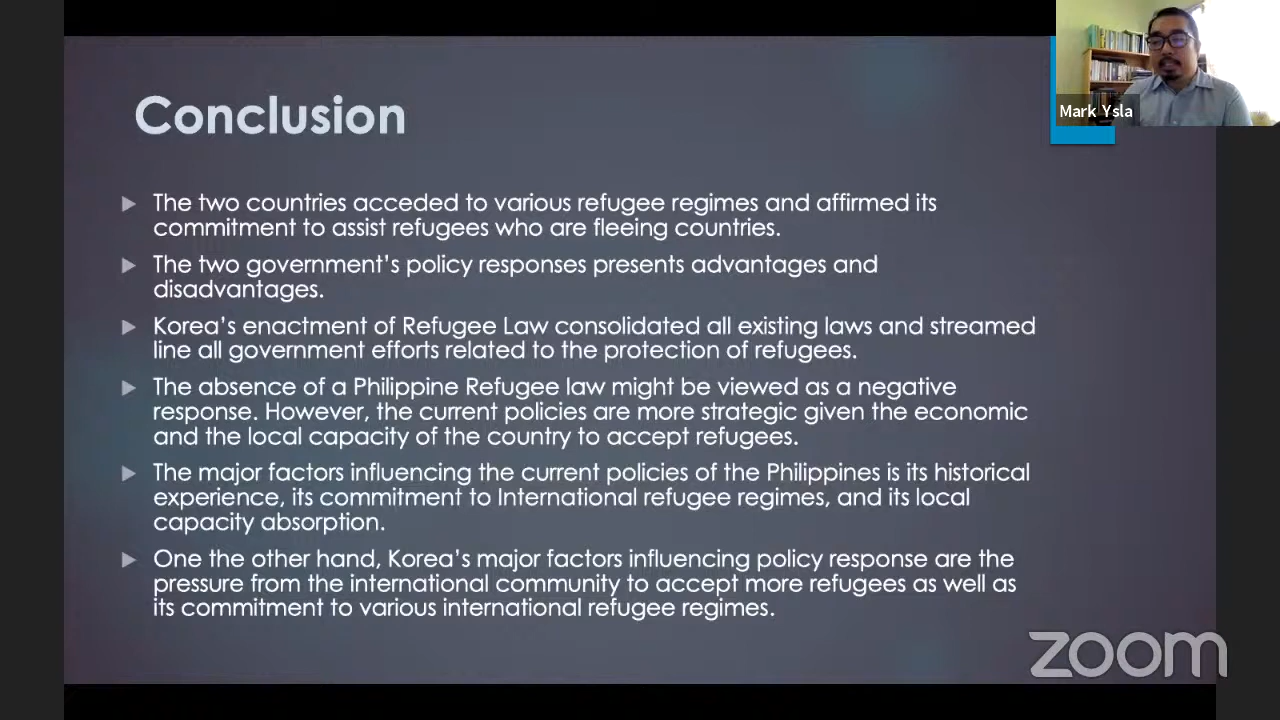 Conclusion
The two countries acceded to various refugee regimes and affirmed its
commitment to assist refugees who are fleeing countries.
The two government's policy responses presents advantages and
disadvantages.
Korea's enactment of Refugee Law consolidated all existing laws and streamed
line all government efforts related to the protection of refugees.
The absence of a Philippine Refugee law might be viewed as a negative
response. However, the current policies are more strategic given the economic
and the local capacity of the country to accept refugees.
The major factors influencing the current policies of the Philippines is its historical
experience, its commitment to International refugee regimes, and its local
capacity absorption.
One the other hand, Korea's major factors influencing policy response are the
pressure from the international community to accept more refugees as well as
its commitment to various international refugee regimes.
Mark Ysla
zoom